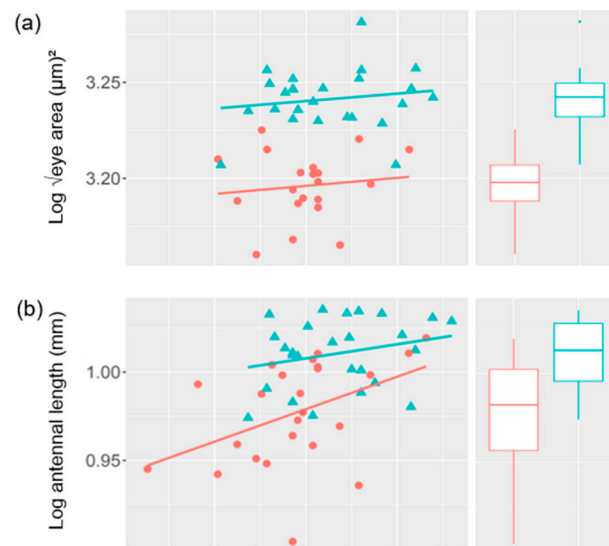 (a)
Log √eye area (μm)²
3.25
3.20
(b)
Log antennal length (mm)
1.00
0.95